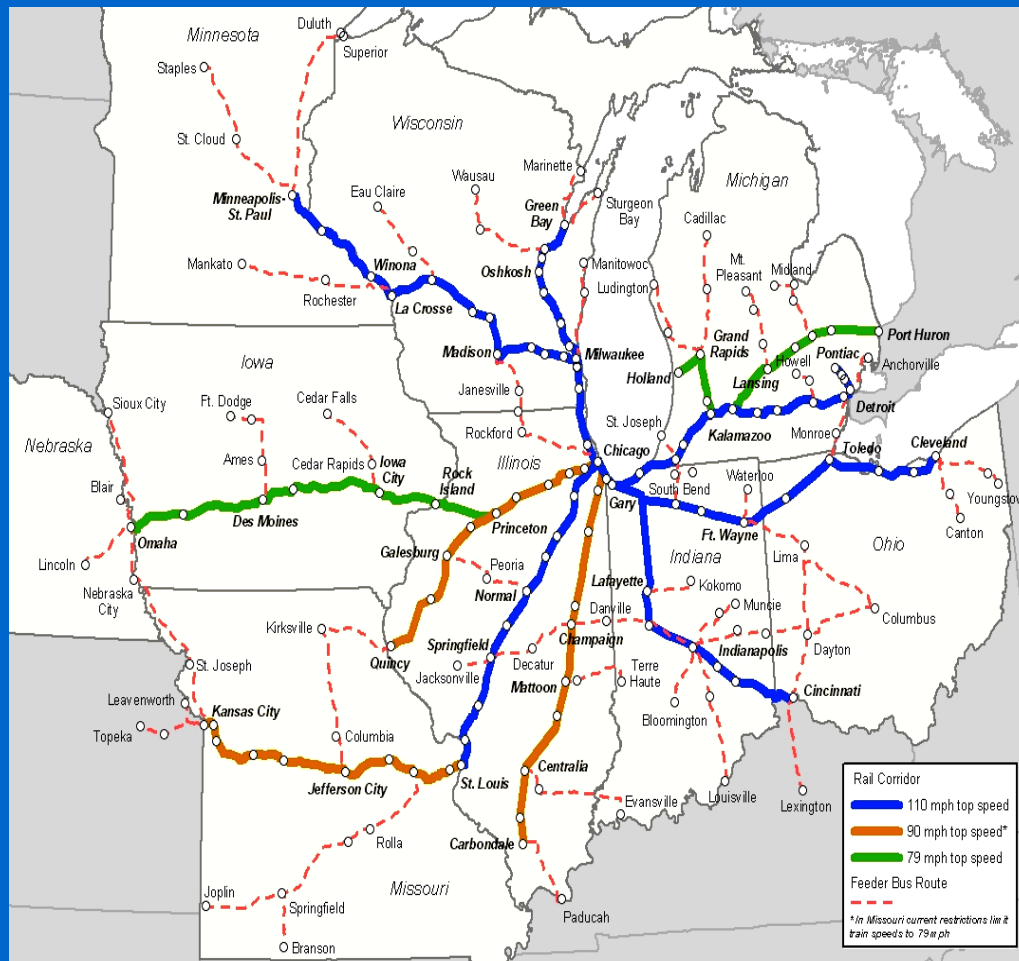 Minnesota
Duluth
Superior
Staples
St. Cloud
Wisconsin
Marinette
Wausau
Eau Claire
Green
Bay
Sturgeon
Bay
Michigan
Cadillac
Minneapolis-
St. Paul
Mankato
Rochester
Winona
La Crosse
Oshkosh
Manitowoc
Ludington
Mt.
Pleasant
Midland
Madison
Milwaukee
Grand
Rapids
Holland
Lansing
Howell
Pontiac
Port Huron
Anchorville
Detroit
Iowa
Janesville
Rockford
St. Joseph
Kalamazoo
Monroe
Toledo
Cleveland
Sioux City
Ft. Dodge
Cedar Falls
Nebraska
Ames
Cedar Rapids
Iowa
City
Rock
Island
Illinois
Chicago
Blair
Omaha
Des Moines
Princeton
Gary
South Bend
Waterloo
Youngstow
Canton
Ft. Wayne
Ohio
Lincoln
Nebraska
City
Galesburg
Peoria
Normal
Indiana
Lafayette
Kokomo
Lima
Muncie
Columbus
Kirksville
Quincy
Springfield
Danville
Champaign
Indianapolis
Dayton
Jacksonville
Decatur
Mattoon
Terre
Haute
Bloomington
Cincinnati
St. Joseph
Leavenworth
Kansas City
Topeka
Columbia
Jefferson City
St. Louis
Centralia
Evansville
Louisville
Lexington
Carbondale
Paducah
Rolla
Joplin
Springfield
Missouri
Branson
Rail Corridor
110 mph top speed
90 mph top speed*
79 mph top speed
Feeder Bus Route
*In Missouri current restrictions limit
train speeds to 79 mph